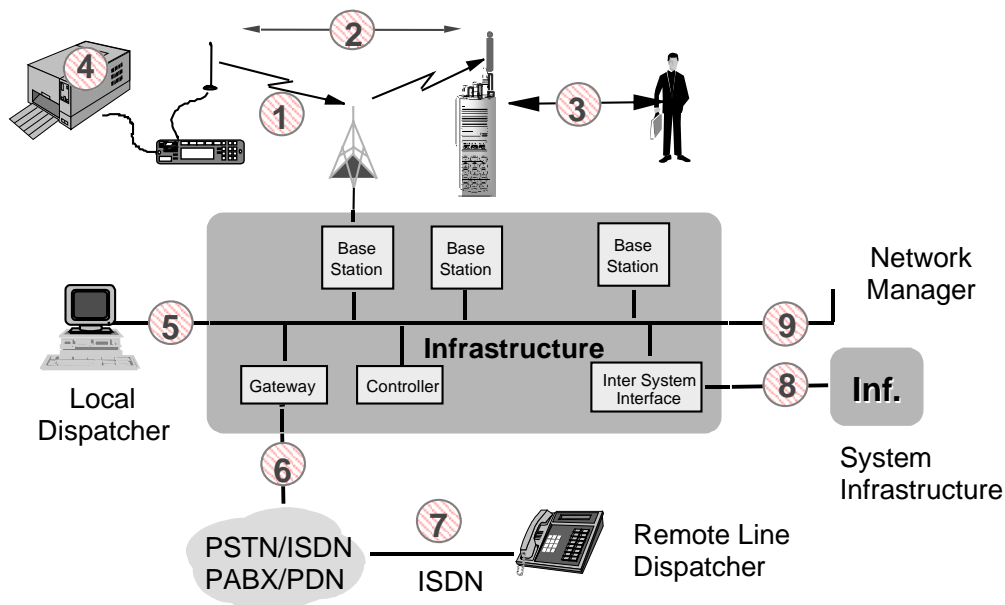 2
4
1
3
Base
Station
Base
Station
Base
Station
Network
Manager
5
9
Infrastructure
Gateway
Controller
Inter System
Interface
8
Inf.
Local
Dispatcher
6
System
Infrastructure
7
PSTN/ISDN
PABX/PDN
ISDN
Remote Line
Dispatcher